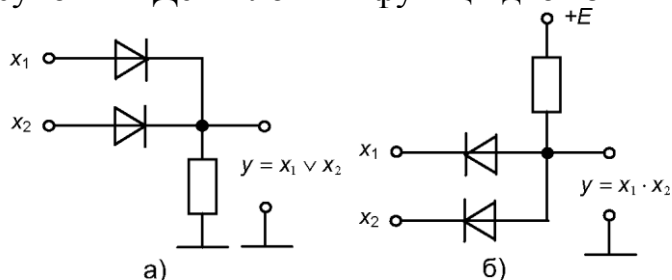 +E
x₁
x₂
y = x₁ ∨ x₂
x₁
x₂
y = x₁ · x₂
а)
б)